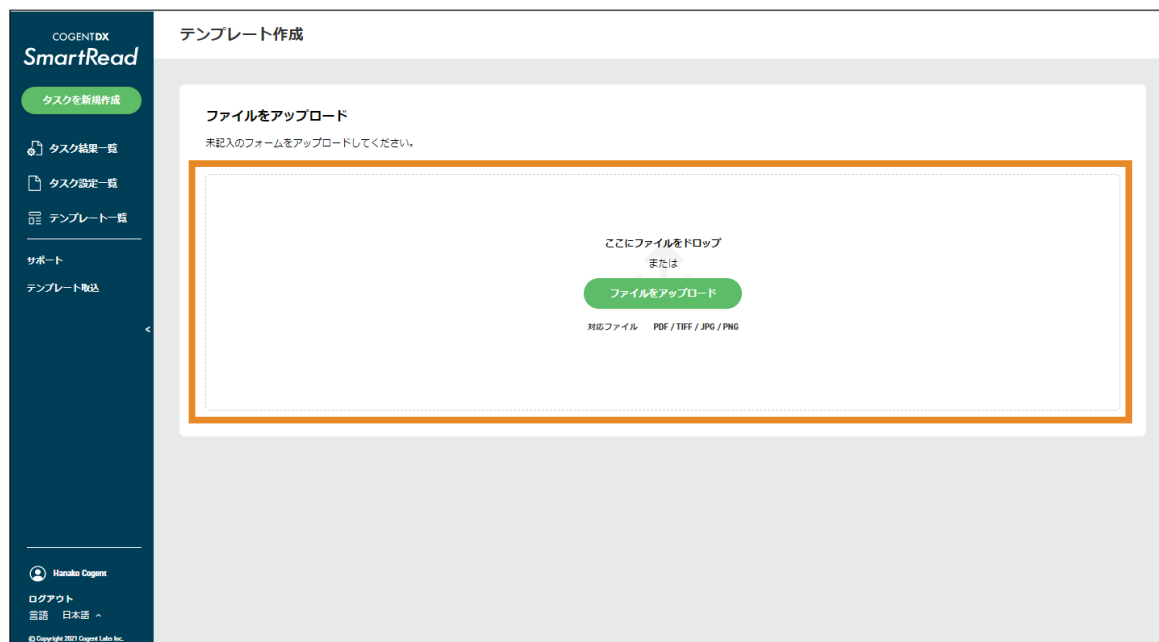 COGENTDX
SmartRead
タスクを新規作成
タスク結果一覧
タスク設定一覧
テンプレート一覧
サポート
テンプレート取込
<
Hanako Cogent
ログアウト
言語 日本語
© Copyright 2021 Cogent Labs Inc.
テンプレート作成
ファイルをアップロード
未記入のフォームをアップロードしてください。
ここにファイルをドロップ
または
ファイルをアップロード
対応ファイル PDF / TIFF / JPG / PNG